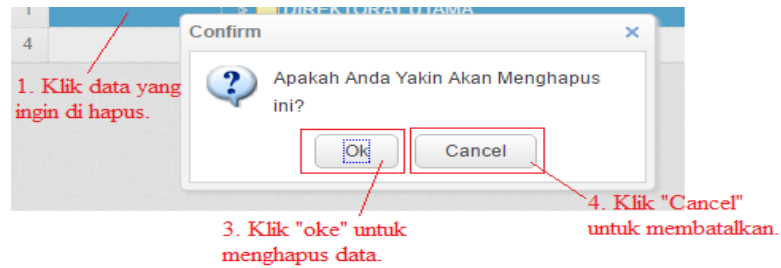 1
> DIREKTORAT UTAMA
4
Confirm
×
Apakah Anda Yakin Akan Menghapus
ini?
Ok
Cancel
1. Klik data yang
ingin di hapus.
3. Klik "oke" untuk
menghapus data.
4. Klik "Cancel"
untuk membatalkan.